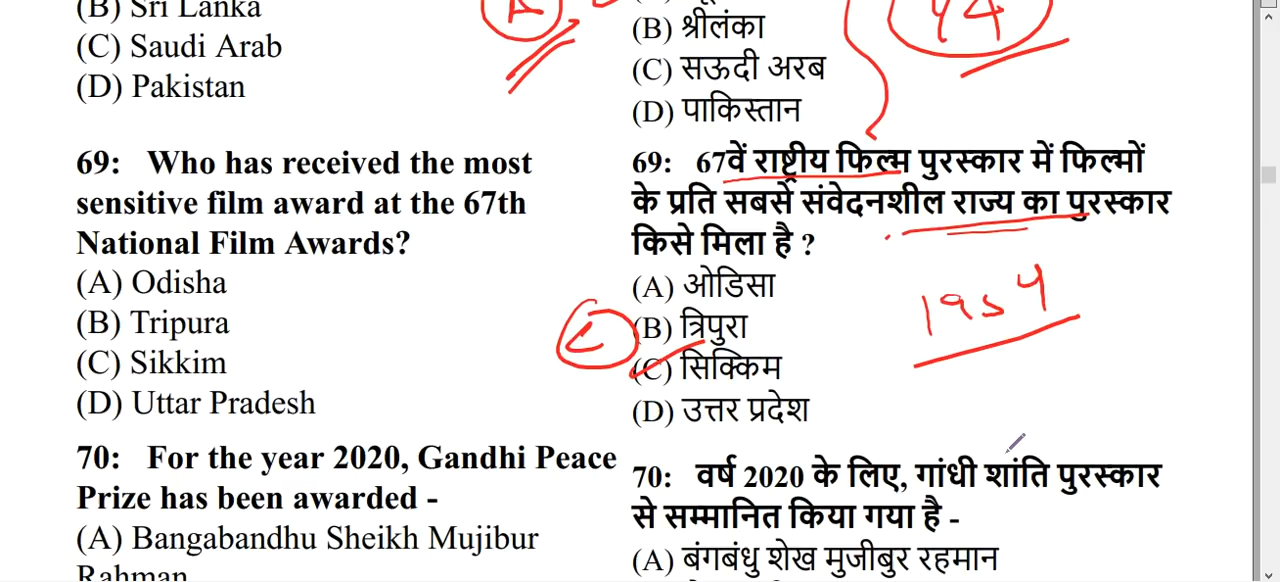 (B) Sri Lanka
(C) Saudi Arab
(D) Pakistan
69: Who has received the most
sensitive film award at the 67th
National Film Awards?
(A) Odisha
(B) Tripura
(C) Sikkim
(D) Uttar Pradesh
70: For the year 2020, Gandhi Peace
Prize has been awarded -
(A) Bangabandhu Sheikh Mujibur
Rahman
A
(B) श्रीलंका
(C) सऊदी अरब
(D) पाकिस्तान
69: 67वें राष्ट्रीय फिल्म पुरस्कार में फिल्मों
के प्रति सबसे संवेदनशील राज्य का पुरस्कार
किसे मिला है ?
(A) ओडिसा
(B) त्रिपुरा
(C) सिक्किम
(D) उत्तर प्रदेश
C
1954
70: वर्ष 2020 के लिए, गांधी शांति पुरस्कार
से सम्मानित किया गया है -
(A) बंगबंधु शेख मुजीबुर रहमान